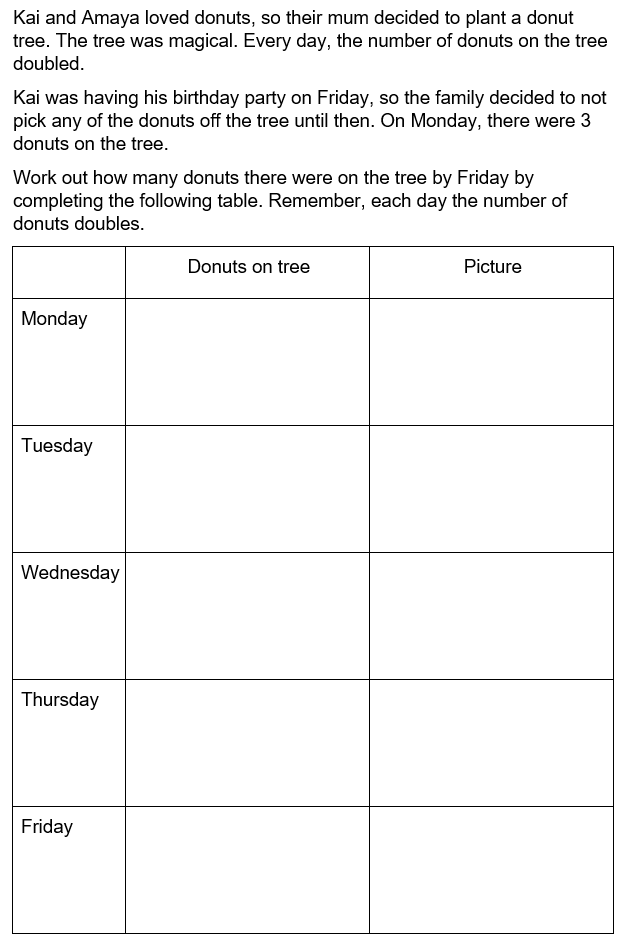 Kai and Amaya loved donuts, so their mum decided to plant a donut
tree. The tree was magical. Every day, the number of donuts on the tree
doubled.
Kai was having his birthday party on Friday, so the family decided to not
pick any of the donuts off the tree until then. On Monday, there were 3
donuts on the tree.
Work out how many donuts there were on the tree by Friday by
completing the following table. Remember, each day the number of
donuts doubles.
Donuts on tree Picture
Monday
Tuesday
Wednesday
Thursday
Friday